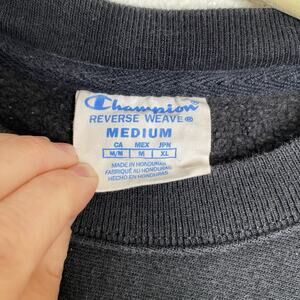 Champion
REVERSE WEAVE®
MEDIUM
CA MEX JPN
M/M M XL
MADE IN HONDURAS
FABRIQUÉ AU HONDURAS
HECHO EN HONDURAS